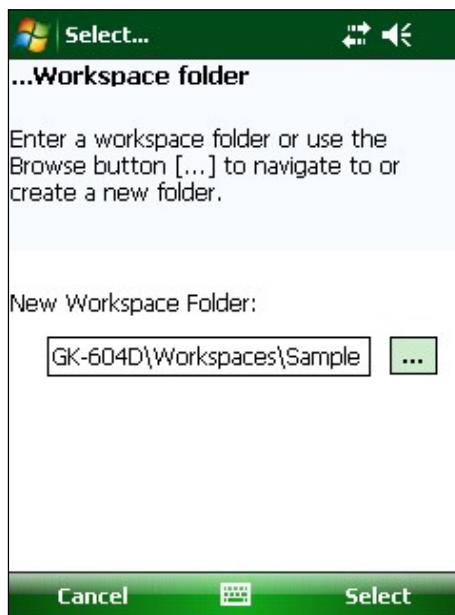 Select...
...Workspace folder
Enter a workspace folder or use the
Browse button [...] to navigate to or
create a new folder.
New Workspace Folder:
GK-604D\Workspaces\Sample ...
Cancel Select